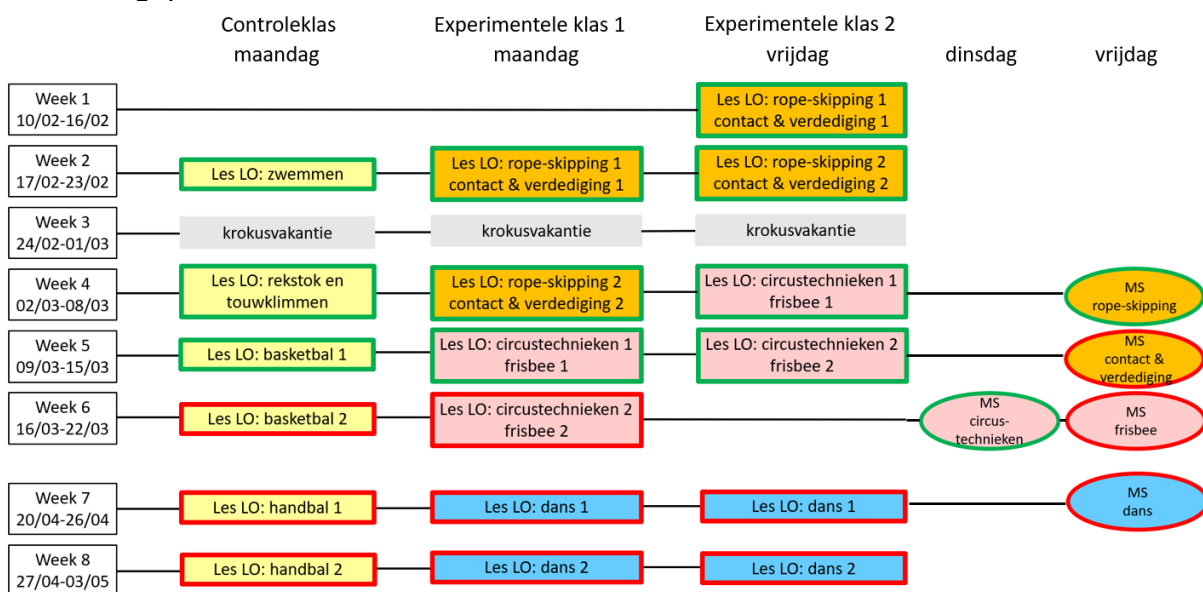 Controleklas
maandag
Experimentele klas 1
maandag
Experimentele klas 2
vrijdag
dinsdag
vrijdag
Week 1
10/02-16/02
Les LO: rope-skipping 1
contact & verdediging 1
Week 2
17/02-23/02
Les LO: zwemmen
Les LO: rope-skipping 1
contact & verdediging 1
Les LO: rope-skipping 2
contact & verdediging 2
Week 3
24/02-01/03
krokusvakantie
krokusvakantie
krokusvakantie
Week 4
02/03-08/03
Les LO: rekstok en
touwklimmen
Les LO: rope-skipping 2
contact & verdediging 2
Les LO: circustechnieken 1
frisbee 1
MS
rope-skipping
Week 5
09/03-15/03
Les LO: basketbal 1
Les LO: circustechnieken 1
frisbee 1
Les LO: circustechnieken 2
frisbee 2
MS
contact &
verdediging
Week 6
16/03-22/03
Les LO: basketbal 2
Les LO: circustechnieken 2
frisbee 2
MS
circus-
technieken
MS
frisbee
Week 7
20/04-26/04
Les LO: handbal 1
Les LO: dans 1
Les LO: dans 1
MS
dans
Week 8
27/04-03/05
Les LO: handbal 2
Les LO: dans 2
Les LO: dans 2